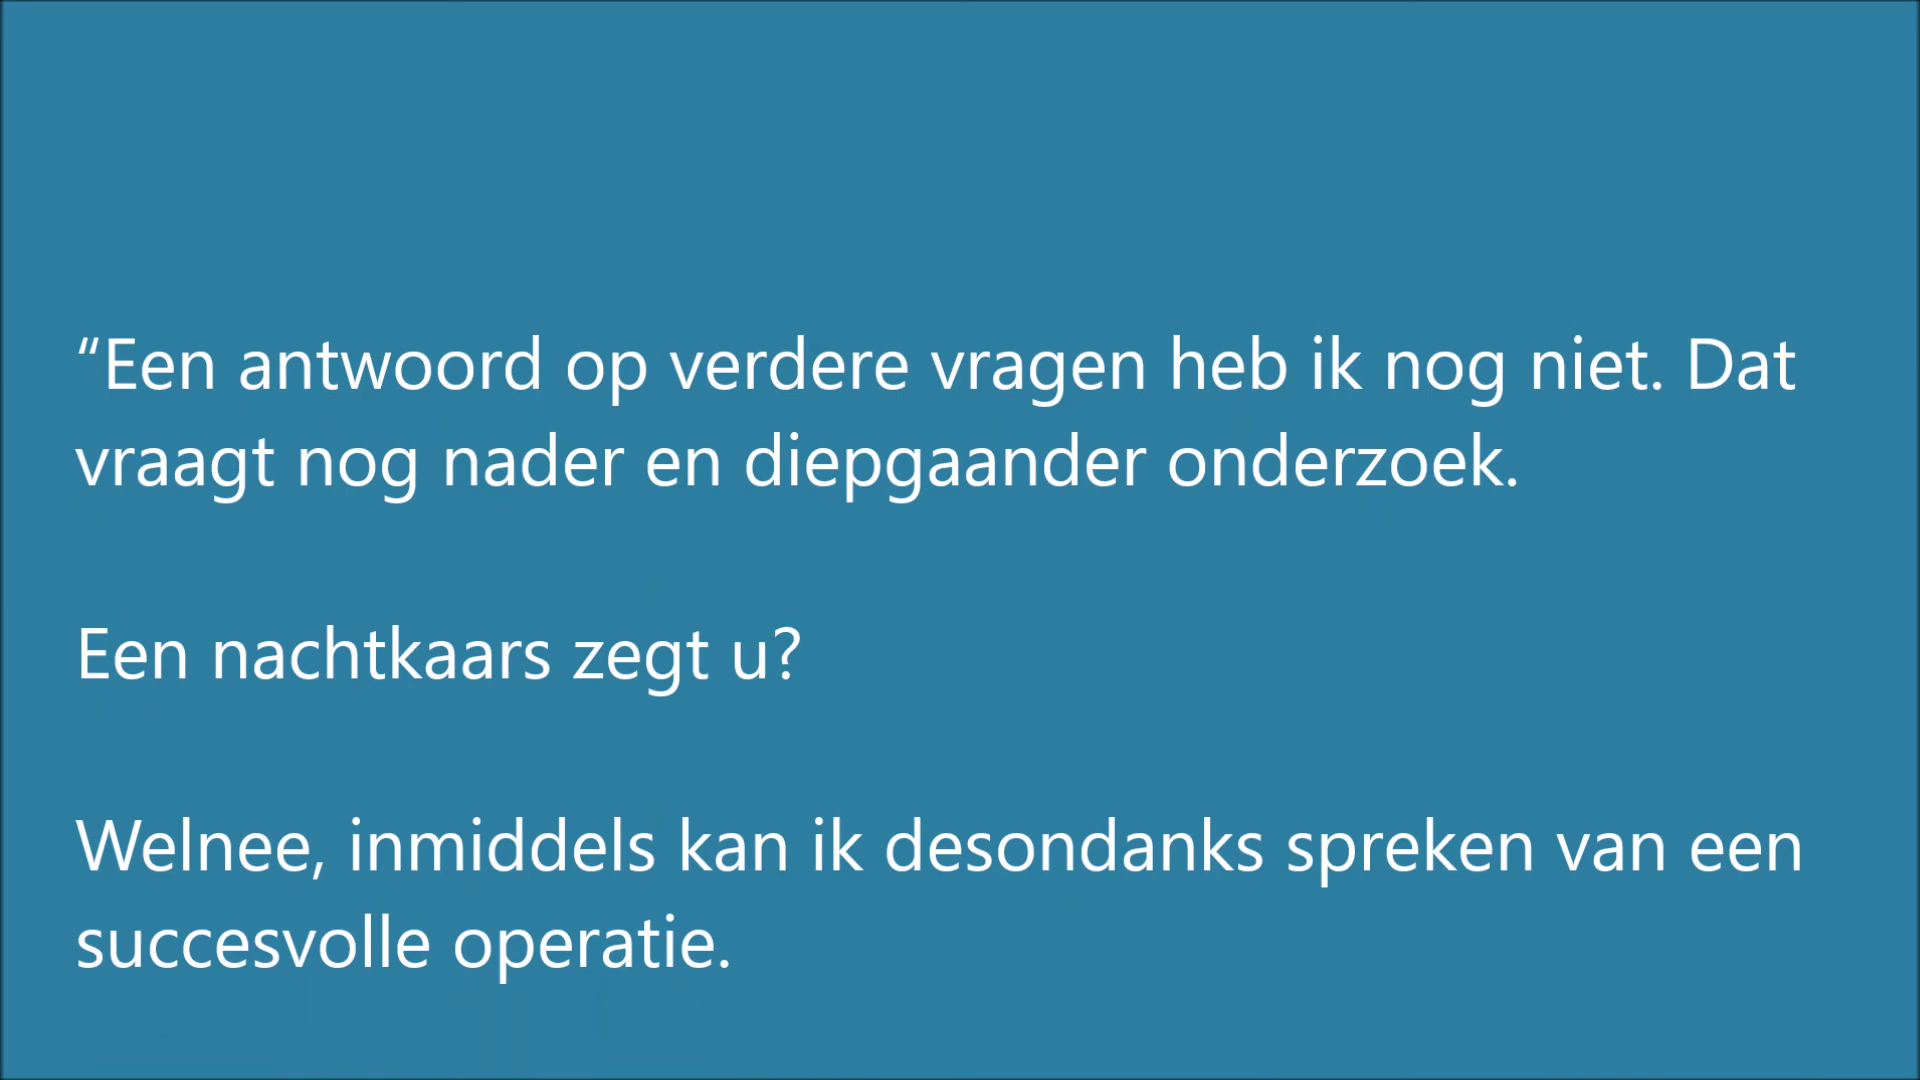 “Een antwoord op verdere vragen heb ik nog niet. Dat
vraagt nog nader en diepgaander onderzoek.
Een nachtkaars zegt u?
Welnee, inmiddels kan ik desondanks spreken van een
succesvolle operatie.